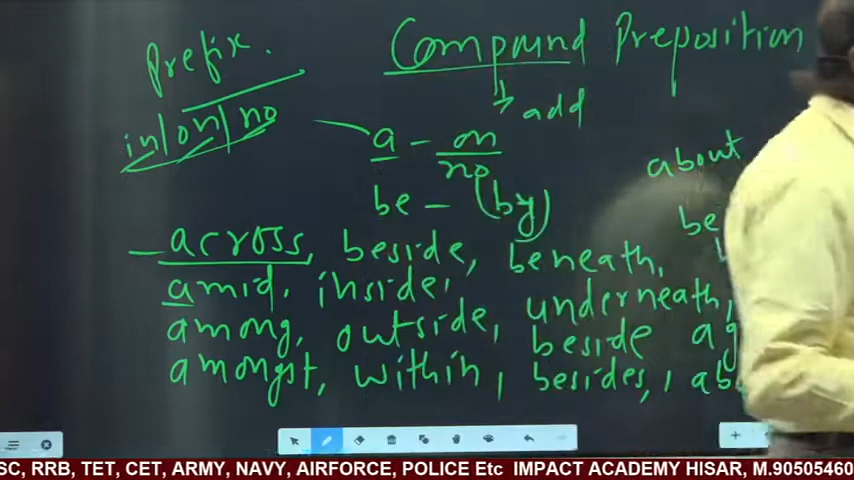 Prefix.
Compound Preposition
add
in/on/no
a - on
no
about
be - (by)
be
across, beside, beneath,
amid, inside,
among, outside, underneath,
beside
amongst, within, besides,
SC, RRB, TET, CET, ARMY, NAVY, AIRFORCE, POLICE Etc IMPACT ACADEMY HISAR, M.90505460